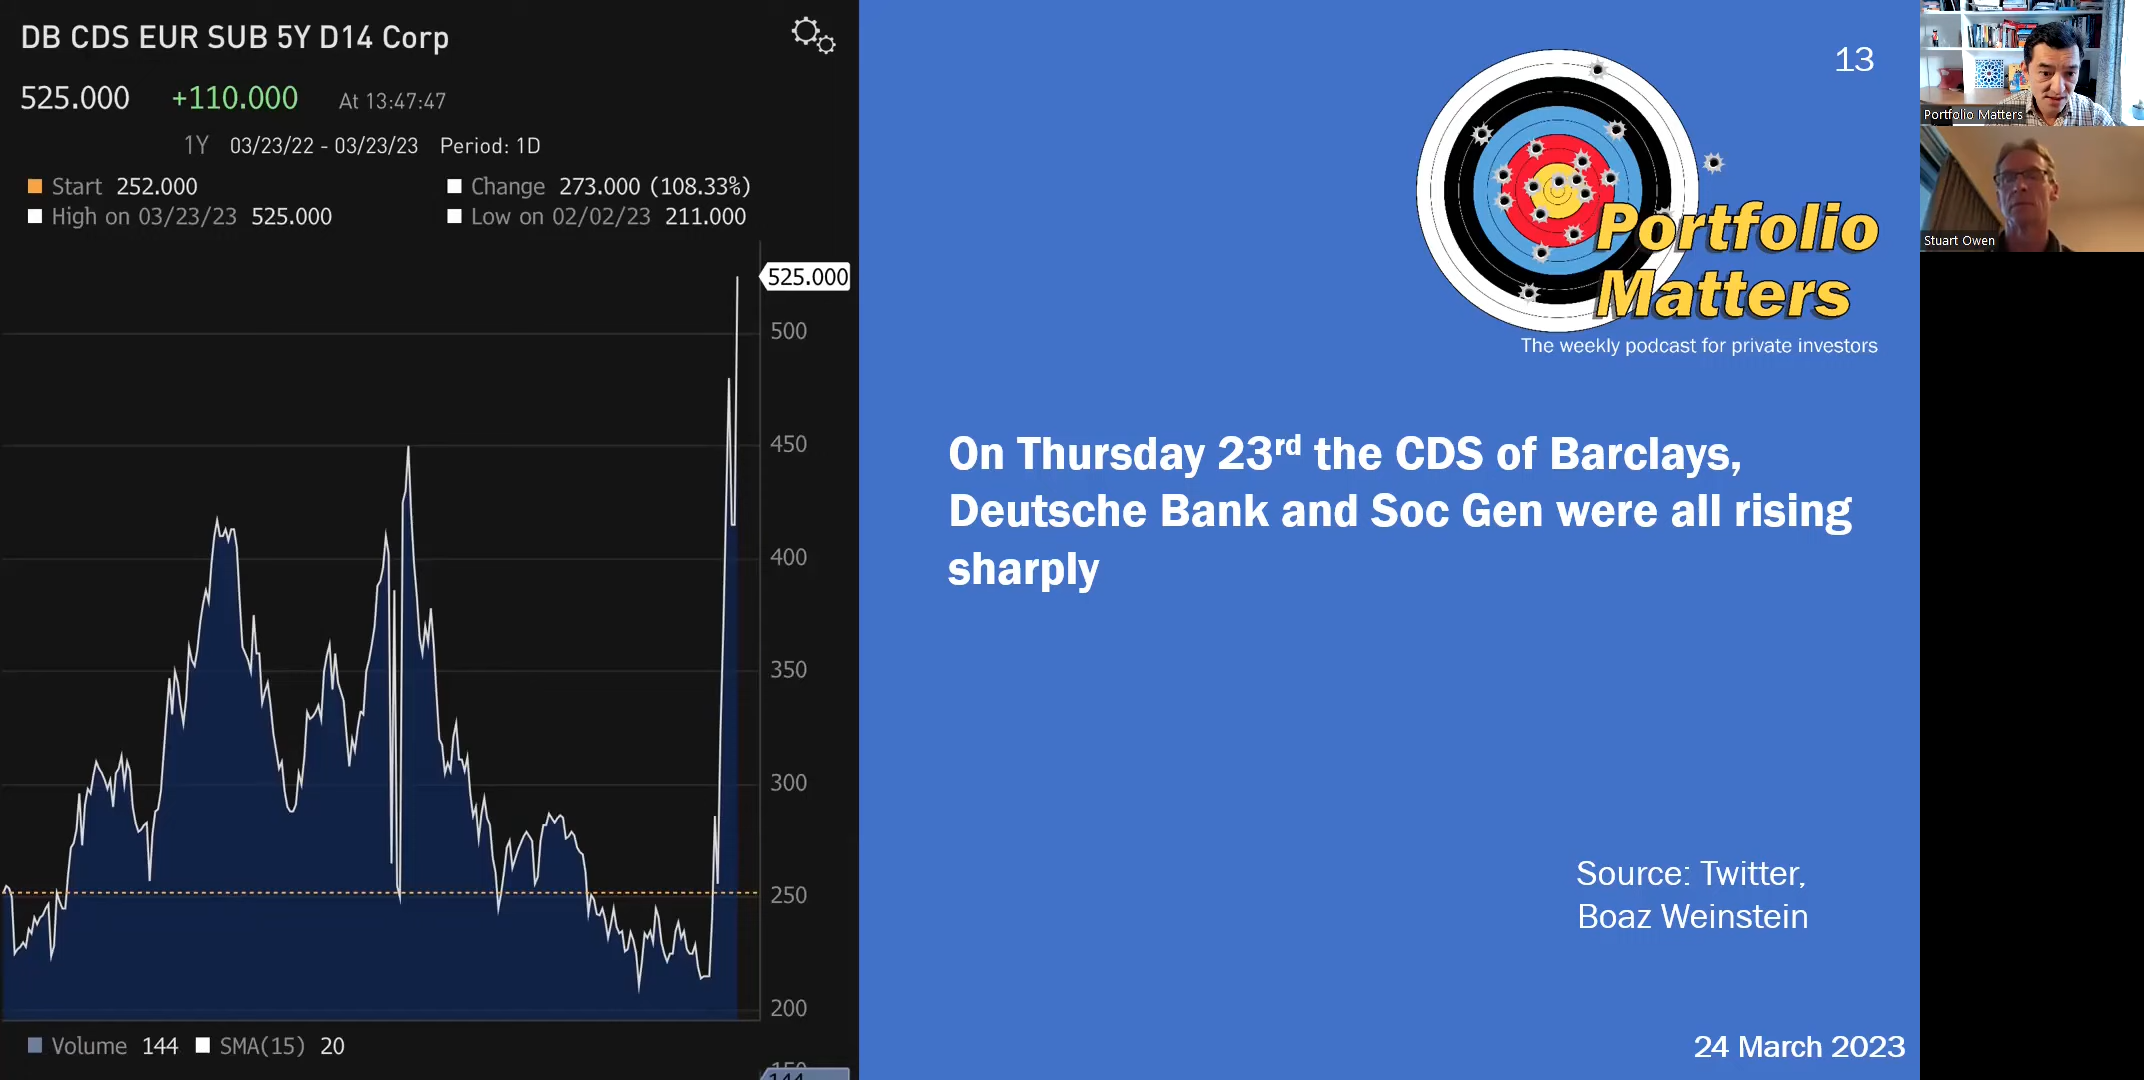 DB CDS EUR SUB 5Y D14 Corp
525.000 +110.000 At 13:47:47
1Y 03/23/22 - 03/23/23 Period: 1D
Start 252.000 Change 273.000 (108.33%)
High on 03/23/23 525.000 Low on 02/02/23 211.000
525.000
500
450
400
350
300
250
200
150
144
Volume 144 SMA(15) 20
13
Portfolio
Matters
The weekly podcast for private investors
On Thursday 23rd the CDS of Barclays,
Deutsche Bank and Soc Gen were all rising
sharply
Source: Twitter,
Boaz Weinstein
24 March 2023
Portfolio Matters
Stuart Owen